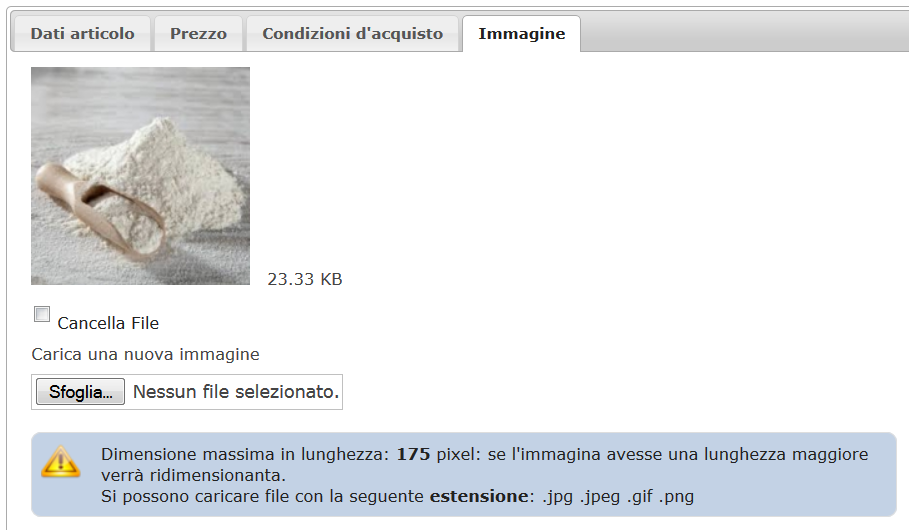 Dati articolo Prezzo Condizioni d'acquisto Immagine
23.33 KB
Cancella File
Carica una nuova immagine
Sfoglia... Nessun file selezionato.
Dimensione massima in lunghezza: 175 pixel: se l'immagina avesse una lunghezza maggiore
verrà ridimensionanta.
Si possono caricare file con la seguente estensione: .jpg .jpeg .gif .png